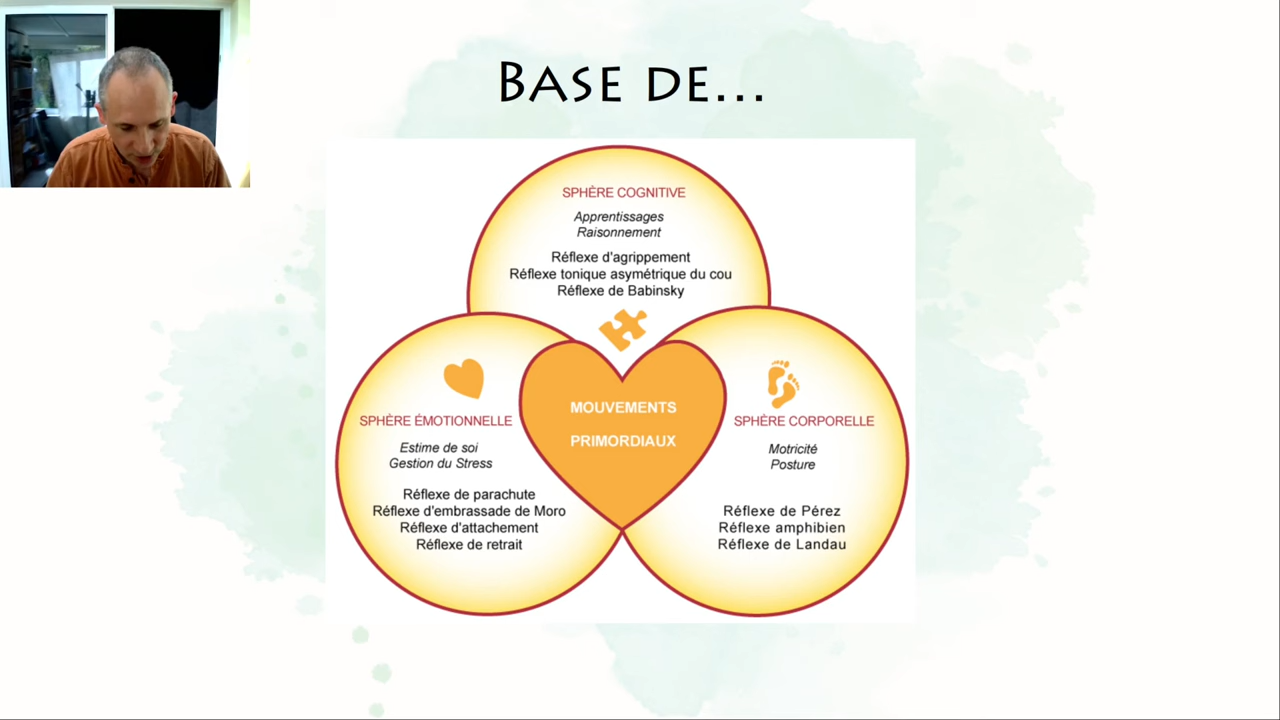 BASE DE...
SPHÈRE COGNITIVE
Apprentissages
Raisonnement
Réflexe d'agrippement
Réflexe tonique asymétrique du cou
Réflexe de Babinsky
MOUVEMENTS
PRIMORDIAUX
SPHÈRE ÉMOTIONNELLE
Estime de soi
Gestion du Stress
Réflexe de parachute
Réflexe d'embrassade de Moro
Réflexe d'attachement
Réflexe de retrait
SPHÈRE CORPORELLE
Motricité
Posture
Réflexe de Pérez
Réflexe amphibien
Réflexe de Landau